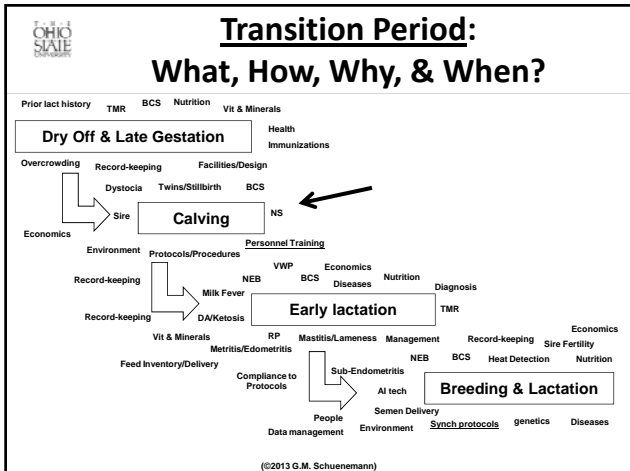 T · H · E
OHIO
STATE
UNIVERSITY
Transition Period:
What, How, Why, & When?
Prior lact history TMR BCS Nutrition Vit & Minerals
Dry Off & Late Gestation
Health
Immunizations
Overcrowding Record-keeping Facilities/Design
Dystocia Twins/Stillbirth BCS
Sire Calving NS
Economics
Personnel Training
Environment Protocols/Procedures
VWP Economics
Record-keeping NEB BCS Diseases Nutrition
Diagnosis
Milk Fever
Early lactation TMR
Record-keeping DA/Ketosis
Economics
Vit & Minerals RP Mastitis/Lameness Management Record-keeping Sire Fertility
Metritis/Edometritis NEB BCS Heat Detection Nutrition
Feed Inventory/Delivery
Sub-Endometritis
Compliance to
Protocols
AI tech Breeding & Lactation
Semen Delivery
People
Data management Environment Synch protocols genetics Diseases
(©2013 G.M. Schuenemann)